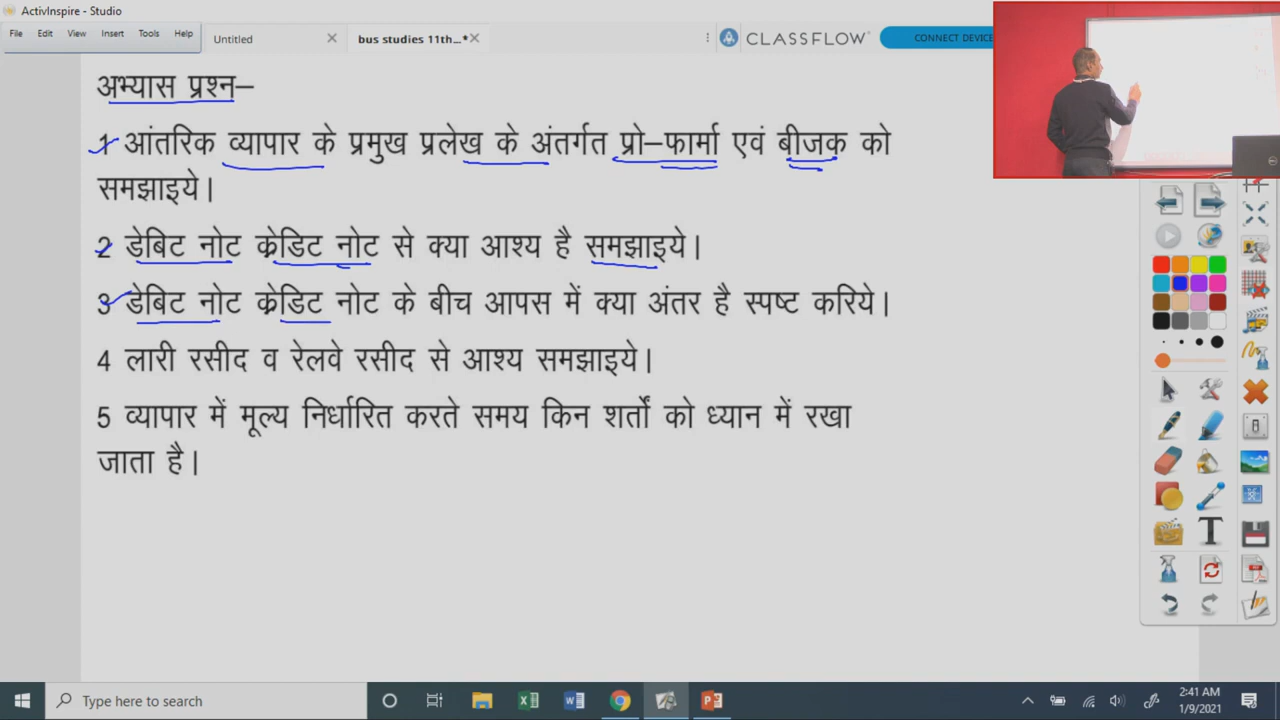 ActivInspire - Studio
File Edit View Insert Tools Help
Untitled
bus studies 11th...*
CLASSFLOW
CONNECT DEVICE
अभ्यास प्रश्न–
1 आंतरिक व्यापार के प्रमुख प्रलेख के अंतर्गत प्रो–फार्मा एवं बीजक को
समझाइये।
2 डेबिट नोट क्रेडिट नोट से क्या आश्य है समझाइये।
3 डेबिट नोट क्रेडिट नोट के बीच आपस में क्या अंतर है स्पष्ट करिये।
4 लारी रसीद व रेलवे रसीद से आश्य समझाइये।
5 व्यापार में मूल्य निर्धारित करते समय किन शर्तों को ध्यान में रखा
जाता है।
Type here to search
2:41 AM
1/9/2021